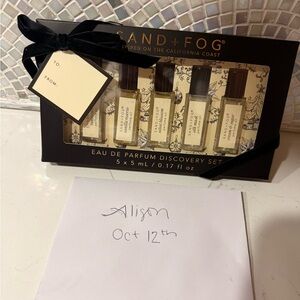 SAND+FOG®
ON THE CALIFORNIA COAST
TO:
FROM:
EAU DE PARFUM DISCOVERY SET
5 x 5 mL / 0.17 fl oz
Alison
Oct 12th